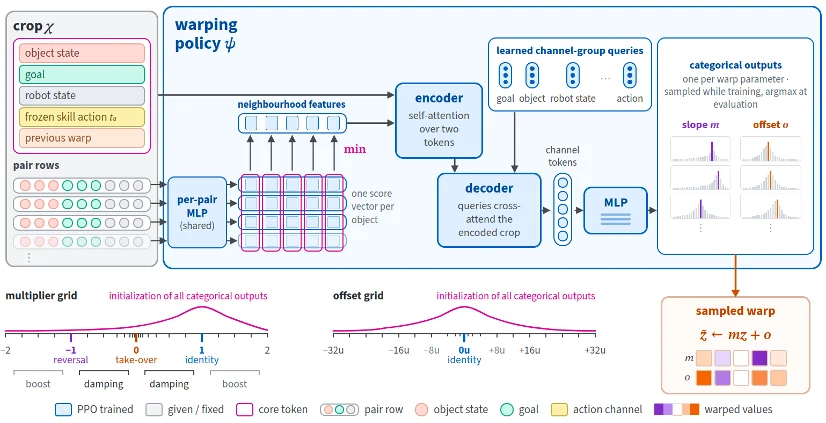 crop χ
object state
goal
robot state
frozen skill action tₐ
previous warp
pair rows
⋮
warping
policy ψ
neighbourhood features
min
per-pair
MLP
(shared)
one score
vector per
object
encoder
self-attention
over two
tokens
learned channel-group queries
goal object robot state … action
decoder
queries cross-
attend the
encoded crop
channel
tokens
MLP
categorical outputs
one per warp parameter ·
sampled while training, argmax at
evaluation
slope m offset o
⋮ ⋮
multiplier grid initialization of all categorical outputs
−2 −1 0 1 2
reversal take-over identity
boost damping damping boost
offset grid initialization of all categorical outputs
−32u −16u −8u 0u +8u +16u +32u
identity
sampled warp
z̃ ← mz + o
m
o
PPO trained given / fixed core token pair row object state goal action channel warped values